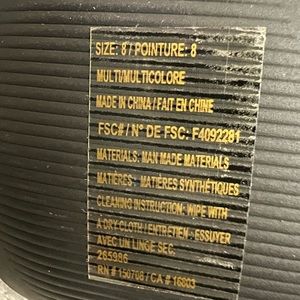 SIZE: 8 / POINTURE: 8
MULTI/MULTICOLORE
MADE IN CHINA / FAIT EN CHINE
FSC# / N° DE FSC: F4092281
MATERIALS: MAN MADE MATERIALS
MATIÈRES : MATIÈRES SYNTHÉTIQUES
CLEANING INSTRUCTION: WIPE WITH
A DRY CLOTH / ENTRETIEN : ESSUYER
AVEC UN LINGE SEC.
265986
RN # 150768 / CA # 16803